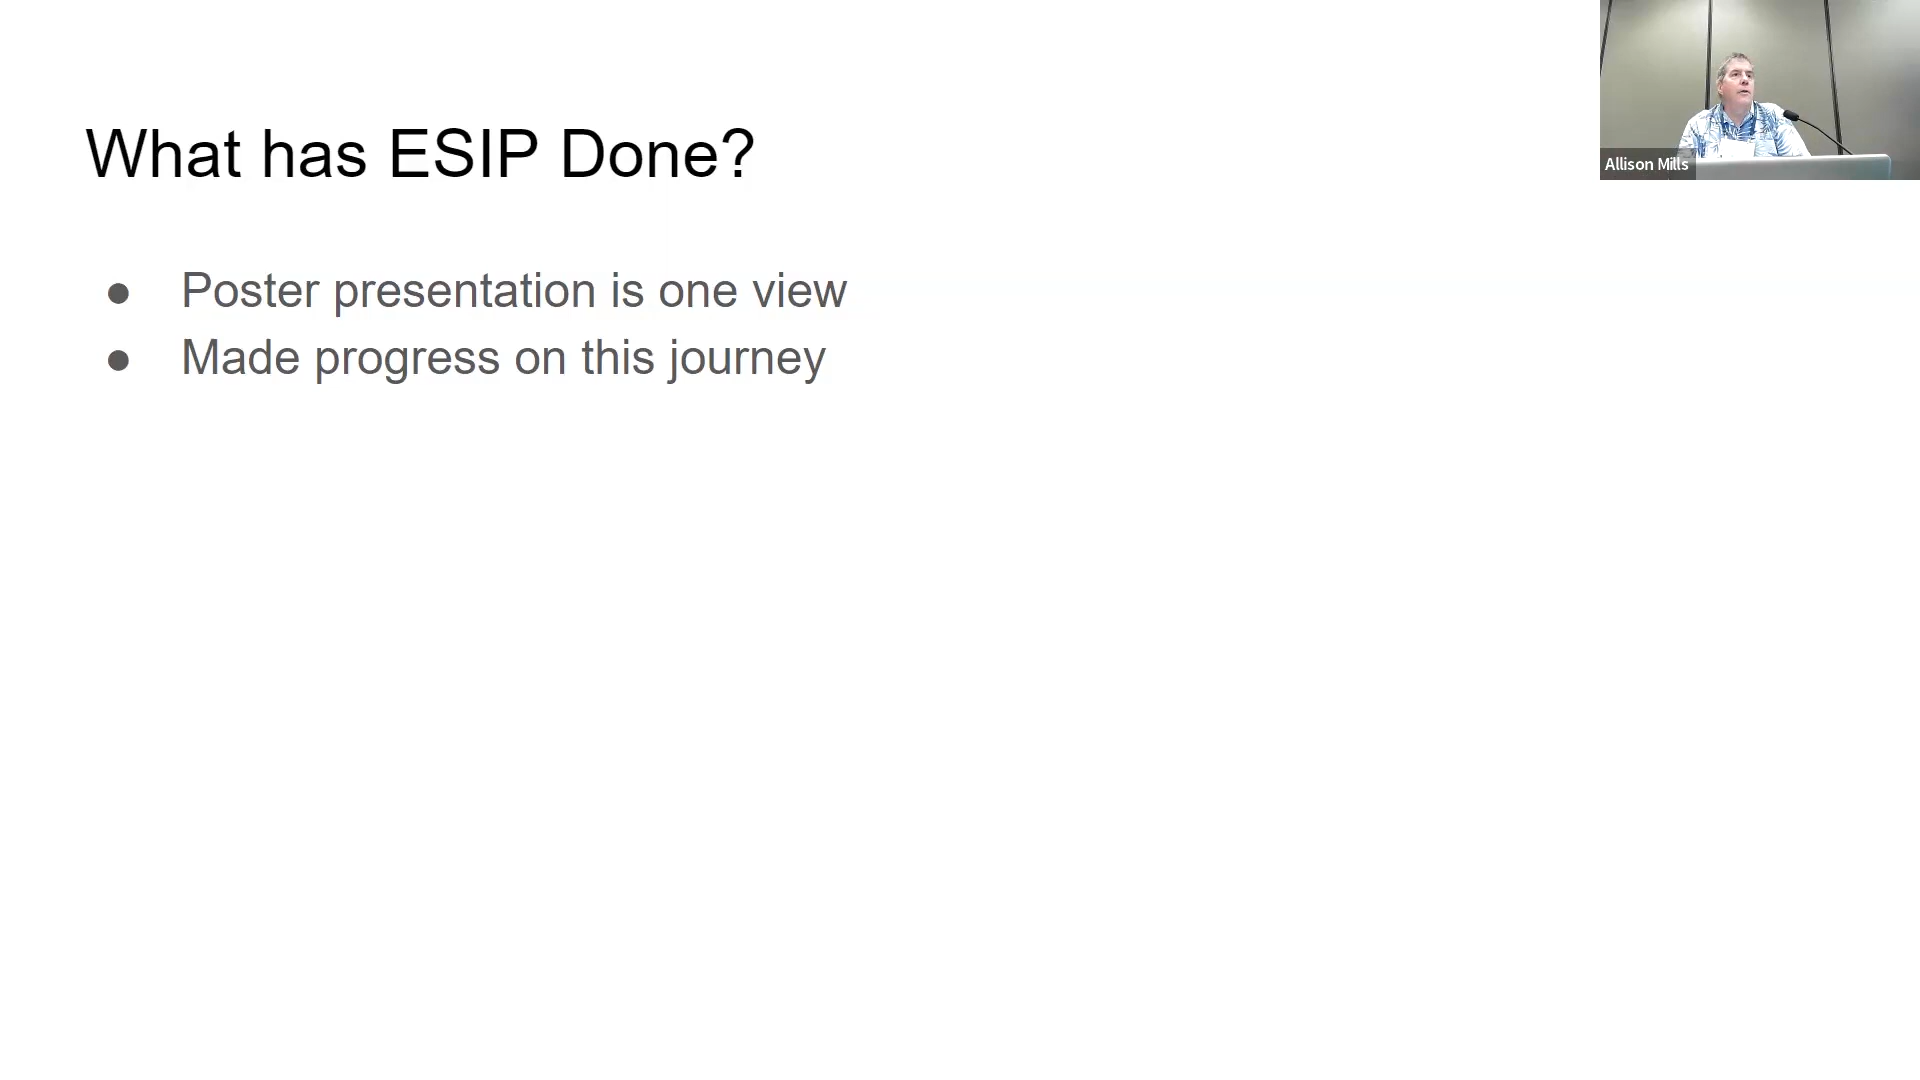 What has ESIP Done?
Allison Mills
● Poster presentation is one view
● Made progress on this journey